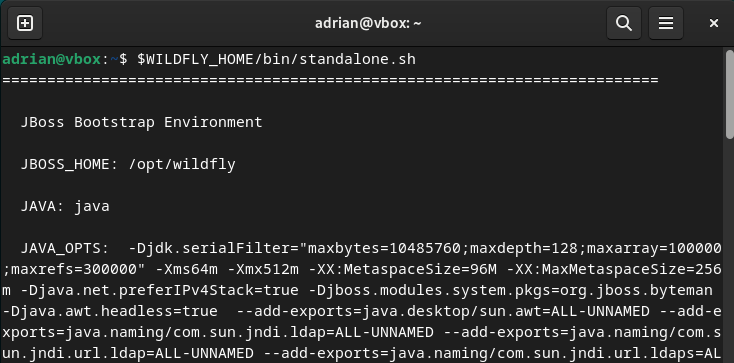 adrian@vbox: ~
adrian@vbox:~$ $WILDFLY_HOME/bin/standalone.sh
=========================================================================
JBoss Bootstrap Environment
JBOSS_HOME: /opt/wildfly
JAVA: java
JAVA_OPTS:  -Djdk.serialFilter="maxbytes=10485760;maxdepth=128;maxarray=100000
;maxrefs=300000" -Xms64m -Xmx512m -XX:MetaspaceSize=96M -XX:MaxMetaspaceSize=256
m -Djava.net.preferIPv4Stack=true -Djboss.modules.system.pkgs=org.jboss.byteman
-Djava.awt.headless=true  --add-exports=java.desktop/sun.awt=ALL-UNNAMED --add-e
xports=java.naming/com.sun.jndi.ldap=ALL-UNNAMED --add-exports=java.naming/com.s
un.jndi.url.ldap=ALL-UNNAMED --add-exports=java.naming/com.sun.jndi.url.ldaps=AL